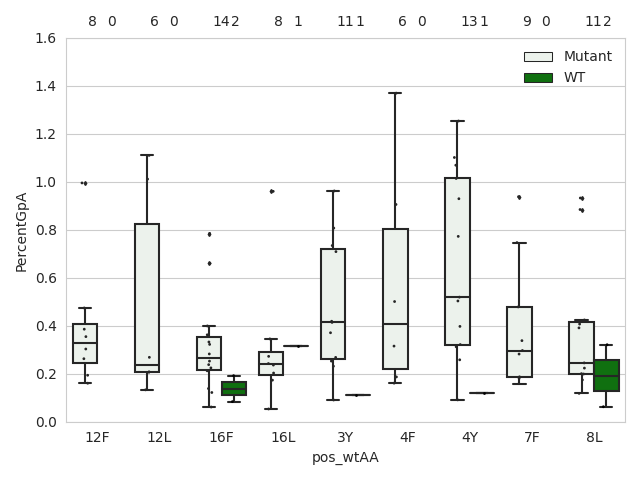 8 0 6 0 14 2 8 1 11 1 6 0 13 1 9 0 11 2
1.6
Mutant
WT
1.4
1.2
1.0
0.8
0.6
0.4
0.2
0.0
PercentGpA
12F 12L 16F 16L 3Y 4F 4Y 7F 8L
pos_wtAA